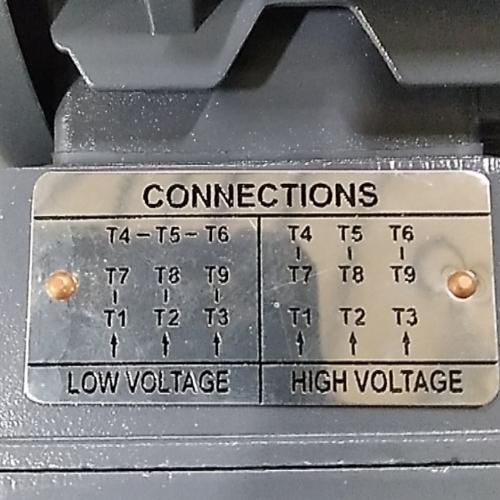 CONNECTIONS
T4-T5-T6 T4 T5 T6
T7 T8 T9 T7 T8 T9
T1 T2 T3 T1 T2 T3
LOW VOLTAGE HIGH VOLTAGE